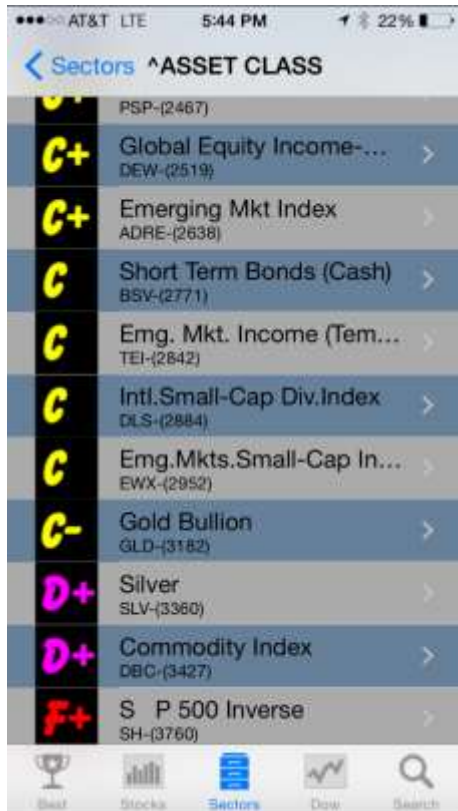 AT&T LTE 5:44 PM 22%
Sectors ^ASSET CLASS
C+
PSP-(2467)
C+ Global Equity Income-...
DEW-(2519)
C+ Emerging Mkt Index
ADRE-(2638)
C Short Term Bonds (Cash)
BSV-(2771)
C Emg. Mkt. Income (Tem...
TEI-(2842)
C Intl.Small-Cap Div.Index
DLS-(2884)
C Emg.Mkts.Small-Cap In...
EWX-(2952)
C- Gold Bullion
GLD-(3182)
D+ Silver
SLV-(3360)
D+ Commodity Index
DBC-(3427)
F+ S P 500 Inverse
SH-(3760)
Best Stocks Sectors Dow Search